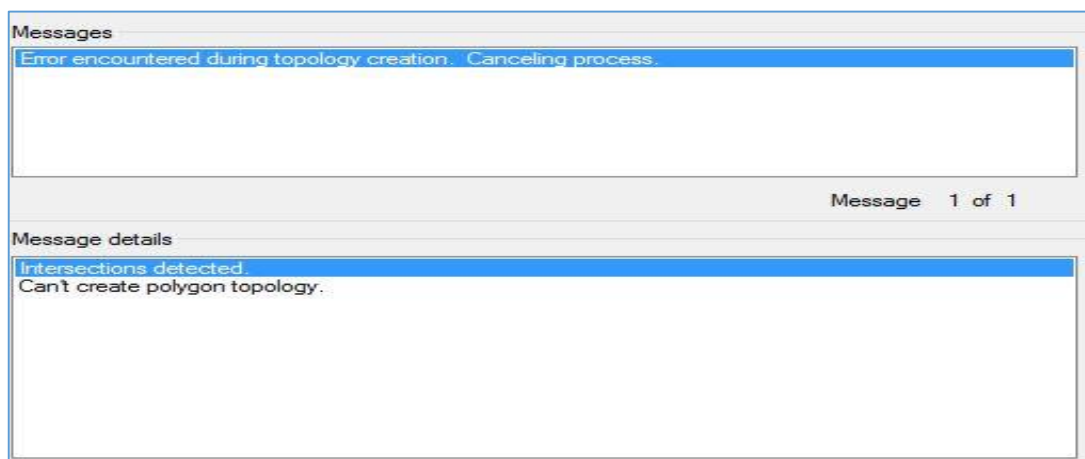 Messages
Error encountered during topology creation.  Canceling process.
Message 1 of 1
Message details
Intersections detected.
Can't create polygon topology.